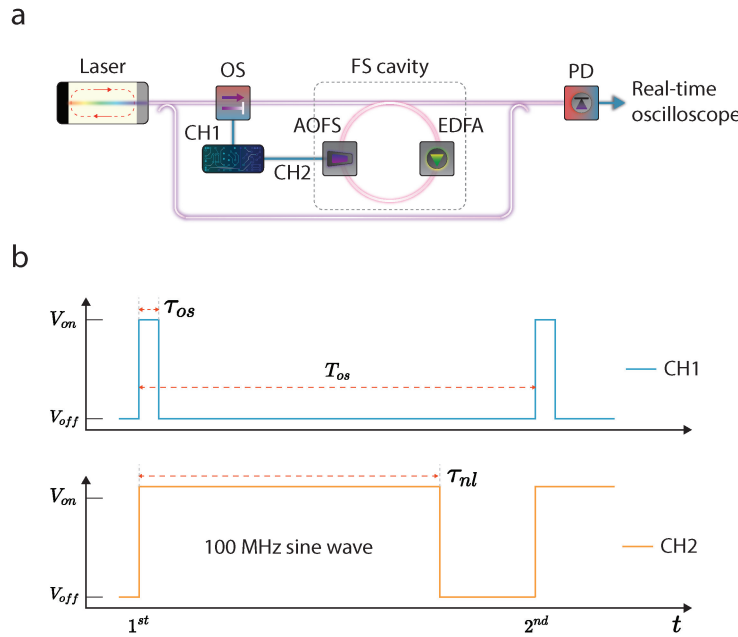 a
Laser
OS
FS cavity
PD
Real-time
oscilloscope
CH1
AOFS
EDFA
CH2
b
τos
Von
Tos
CH1
Voff
τnl
Von
100 MHz sine wave
CH2
Voff
1st
2nd
t